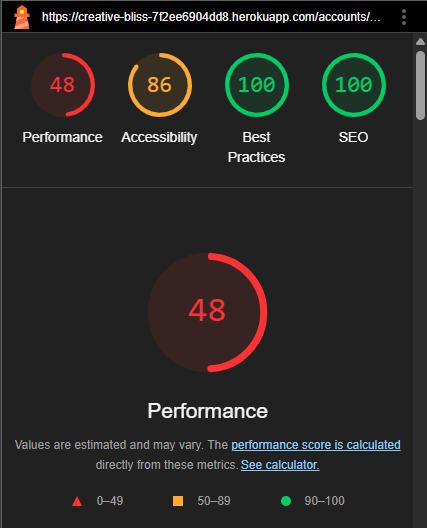 https://creative-bliss-7f2ee6904dd8.herokuapp.com/accounts/...
48
86
100
100
Performance
Accessibility
Best
Practices
SEO
48
Performance
Values are estimated and may vary. The performance score is calculated
directly from these metrics. See calculator.
0–49
50–89
90–100